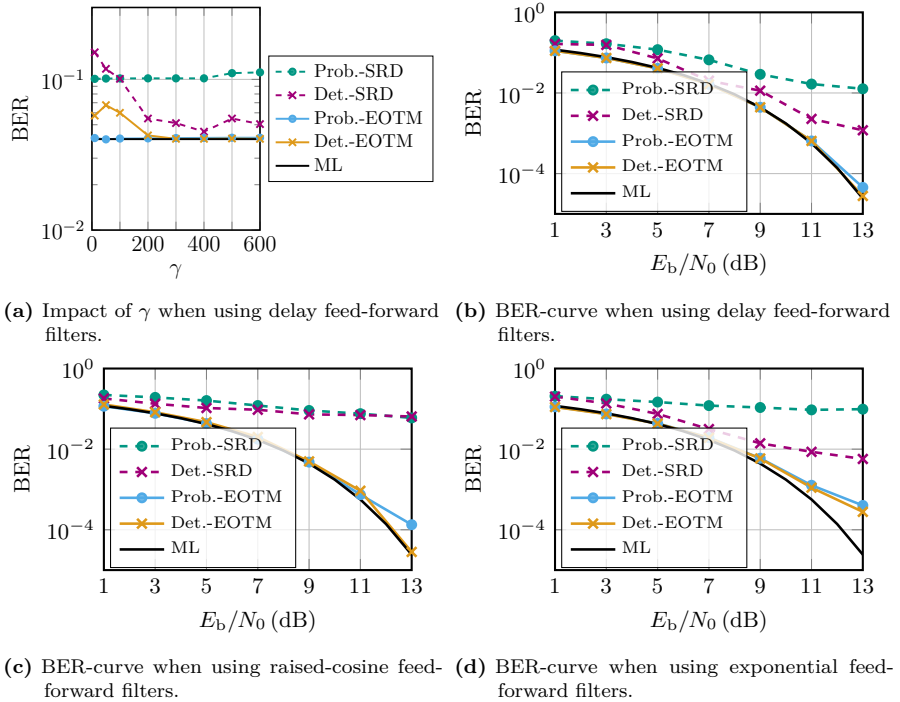 BER
10^{-1}
10^{-2}
0 100 200 300 400 500 600
γ
Prob.-SRD
Det.-SRD
Prob.-EOTM
Det.-EOTM
ML
(a) Impact of γ when using delay feed-forward
filters.
BER
10^0
10^{-2}
10^{-4}
1 3 5 7 9 11 13
E_b/N_0 (dB)
Prob.-SRD
Det.-SRD
Prob.-EOTM
Det.-EOTM
ML
(b) BER-curve when using delay feed-forward
filters.
BER
10^0
10^{-2}
10^{-4}
1 3 5 7 9 11 13
E_b/N_0 (dB)
Prob.-SRD
Det.-SRD
Prob.-EOTM
Det.-EOTM
ML
(c) BER-curve when using raised-cosine feed-
forward filters.
BER
10^0
10^{-2}
10^{-4}
1 3 5 7 9 11 13
E_b/N_0 (dB)
Prob.-SRD
Det.-SRD
Prob.-EOTM
Det.-EOTM
ML
(d) BER-curve when using exponential feed-
forward filters.